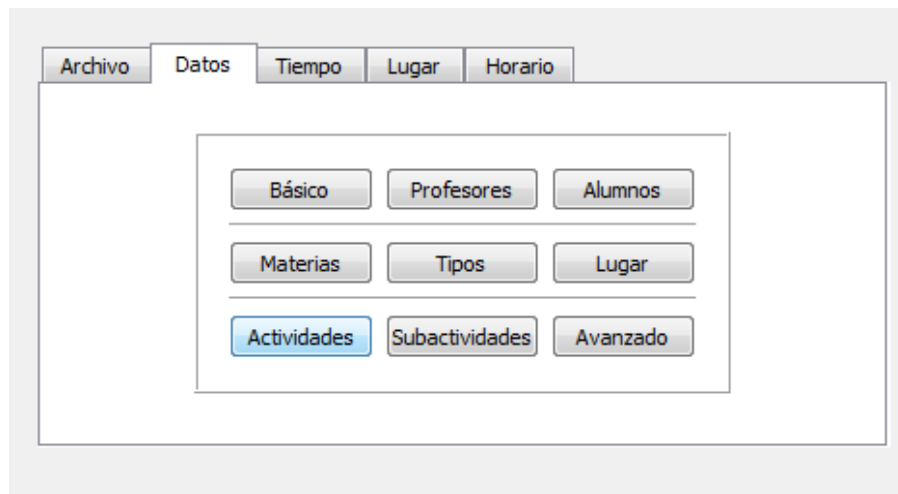 Archivo Datos Tiempo Lugar Horario
Básico Profesores Alumnos
Materias Tipos Lugar
Actividades Subactividades Avanzado